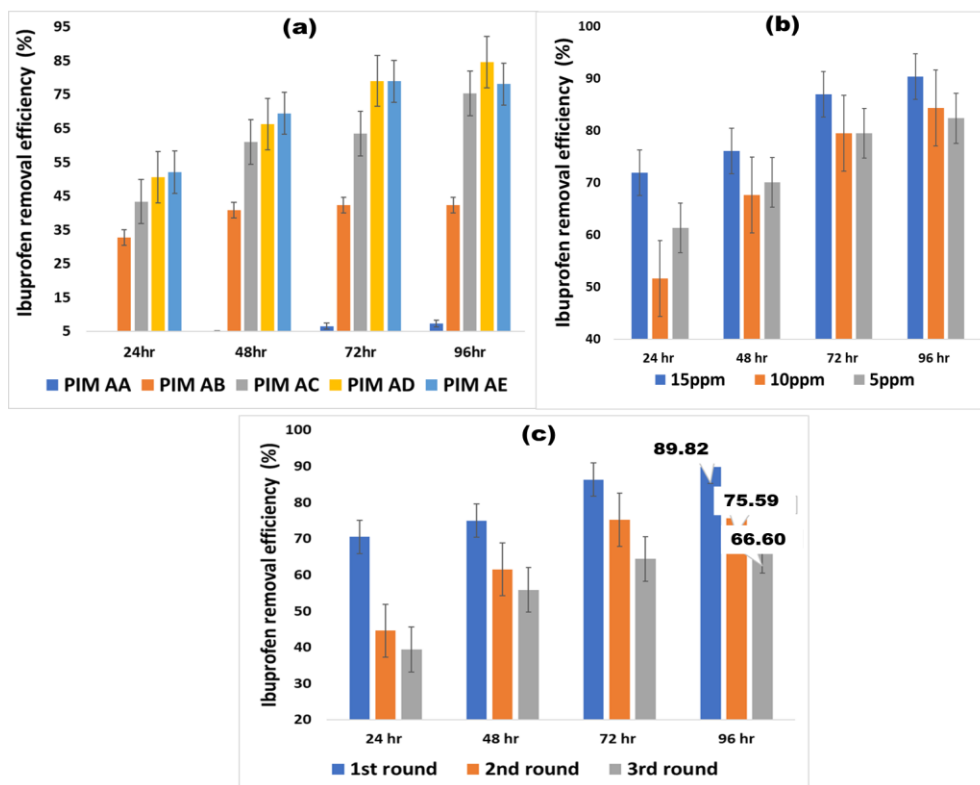 (a)
Ibuprofen removal efficiency (%)
95
85
75
65
55
45
35
25
15
5
24hr 48hr 72hr 96hr
PIM AA PIM AB PIM AC PIM AD PIM AE
(b)
Ibuprofen removal efficiency (%)
100
90
80
70
60
50
40
24 hr 48 hr 72 hr 96 hr
15ppm 10ppm 5ppm
(c)
Ibuprofen removal efficiency (%)
100
90
80
70
60
50
40
30
20
89.82
75.59
66.60
24 hr 48 hr 72 hr 96 hr
1st round 2nd round 3rd round